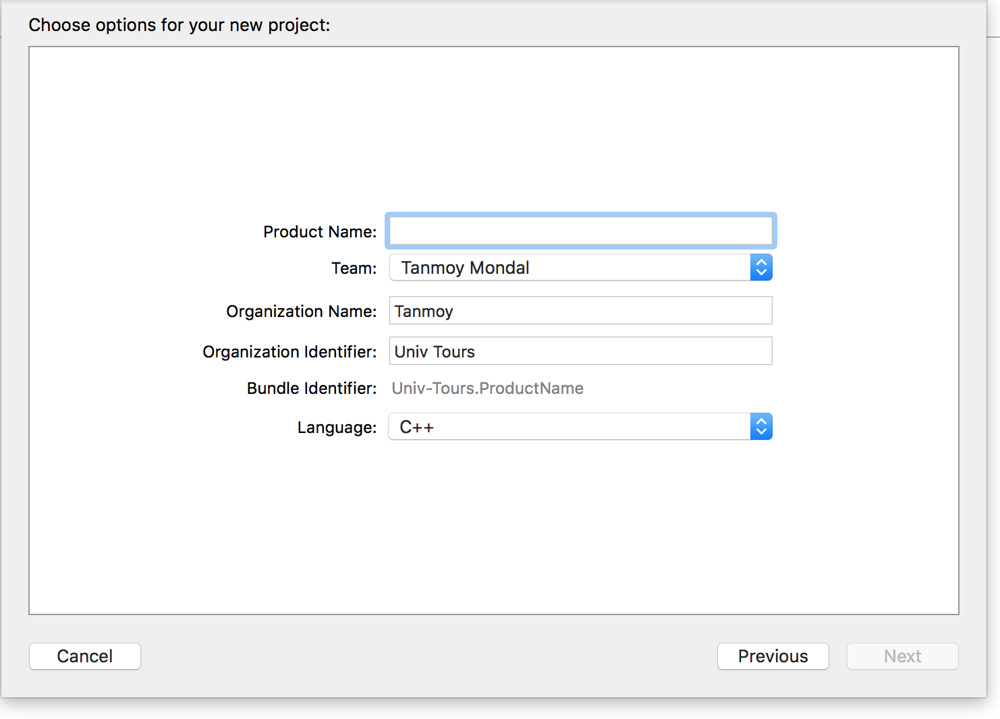 Choose options for your new project:
Product Name:
Team: Tanmoy Mondal
Organization Name: Tanmoy
Organization Identifier: Univ Tours
Bundle Identifier: Univ-Tours.ProductName
Language: C++
Cancel Previous Next